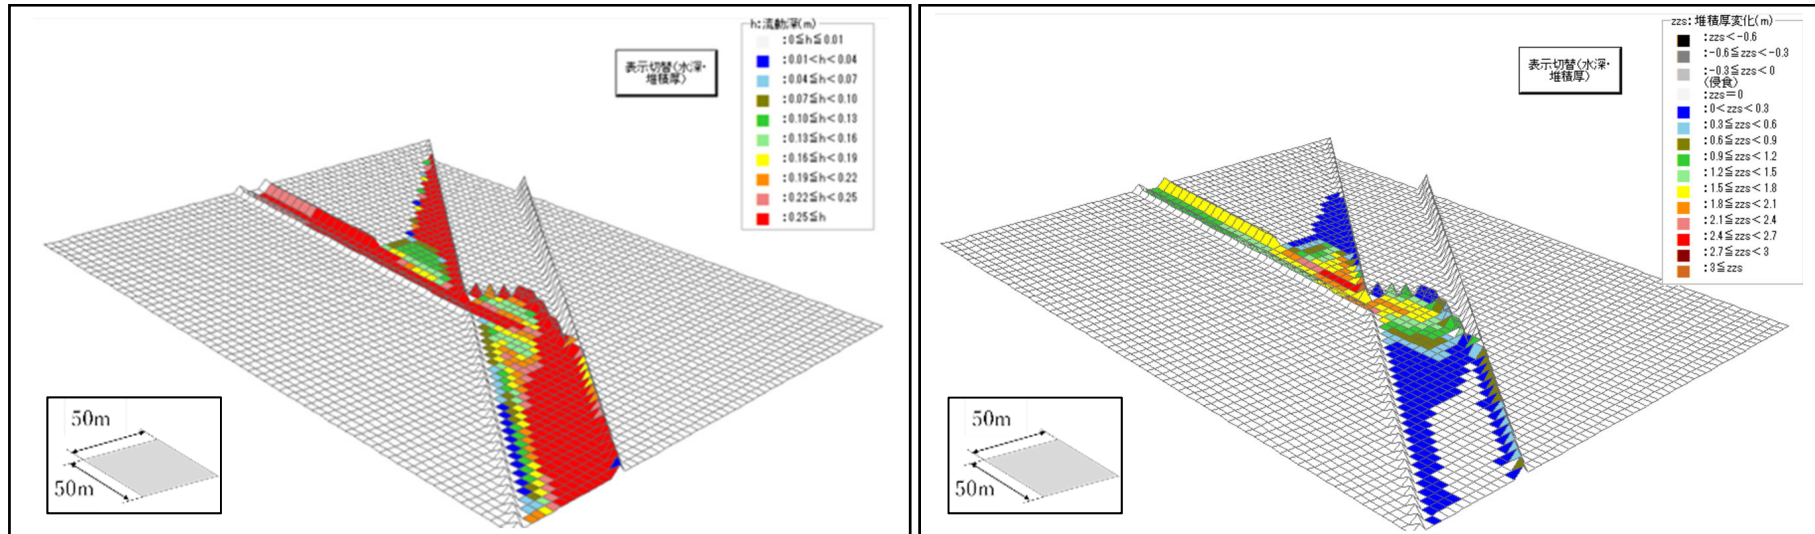 h:流動深(m)
:0≦h≦0.01
:0.01<h<0.04
:0.04≦h<0.07
:0.07≦h<0.10
:0.10≦h<0.13
:0.13≦h<0.16
:0.16≦h<0.19
:0.19≦h<0.22
:0.22≦h<0.25
:0.25≦h
表示切替(水深・
堆積厚)
50m
50m
zzs:堆積厚変化(m)
:zzs<-0.6
:-0.6≦zzs<-0.3
:-0.3≦zzs<0
(侵食)
:zzs=0
:0<zzs<0.3
:0.3≦zzs<0.6
:0.6≦zzs<0.9
:0.9≦zzs<1.2
:1.2≦zzs<1.5
:1.5≦zzs<1.8
:1.8≦zzs<2.1
:2.1≦zzs<2.4
:2.4≦zzs<2.7
:2.7≦zzs<3
:3≦zzs
表示切替(水深・
堆積厚)
50m
50m